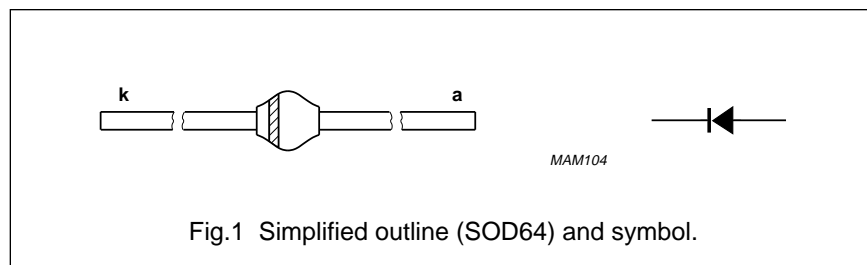 k
a
MAM104
Fig.1 Simplified outline (SOD64) and symbol.